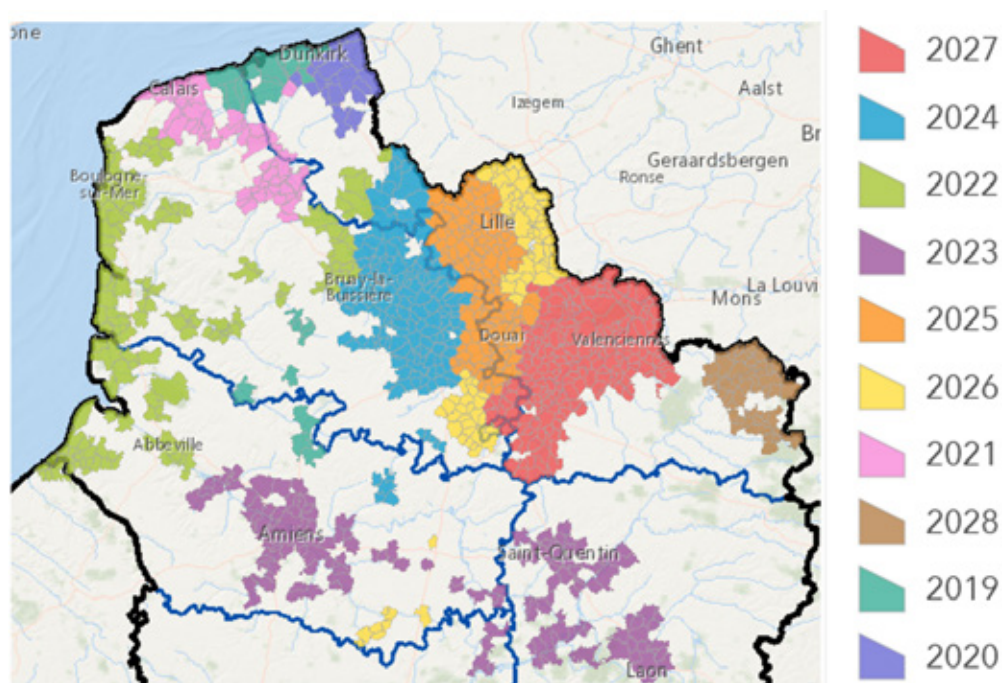 one
Dunkirk
Ghent
Calais
Aalst
Izegem
Br
Geraardsbergen
Ronse
Boulogne-
sur-Mer
Lille
Bruay-la-
Buissière
La Louvi
Mons
Douai
Valenciennes
Abbeville
Amiens
Saint-Quentin
Laon
2027
2024
2022
2023
2025
2026
2021
2028
2019
2020